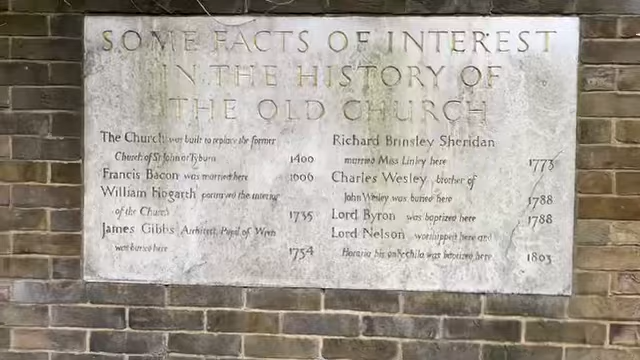 SOME FACTS OF INTEREST
IN THE HISTORY OF
THE OLD CHURCH
The Church was built to replace the former
Church of St John of Tyburn 1400
Francis Bacon was married here 1606
William Hogarth portrayed the interior
of the Church 1735
James Gibbs Architect, Pupil of Wren
was buried here 1754
Richard Brinsley Sheridan
married Miss Linley here 1773
Charles Wesley brother of
John Wesley was buried here 1788
Lord Byron was baptized here 1788
Lord Nelson worshipped here and
Horatia his only child was baptized here 1803